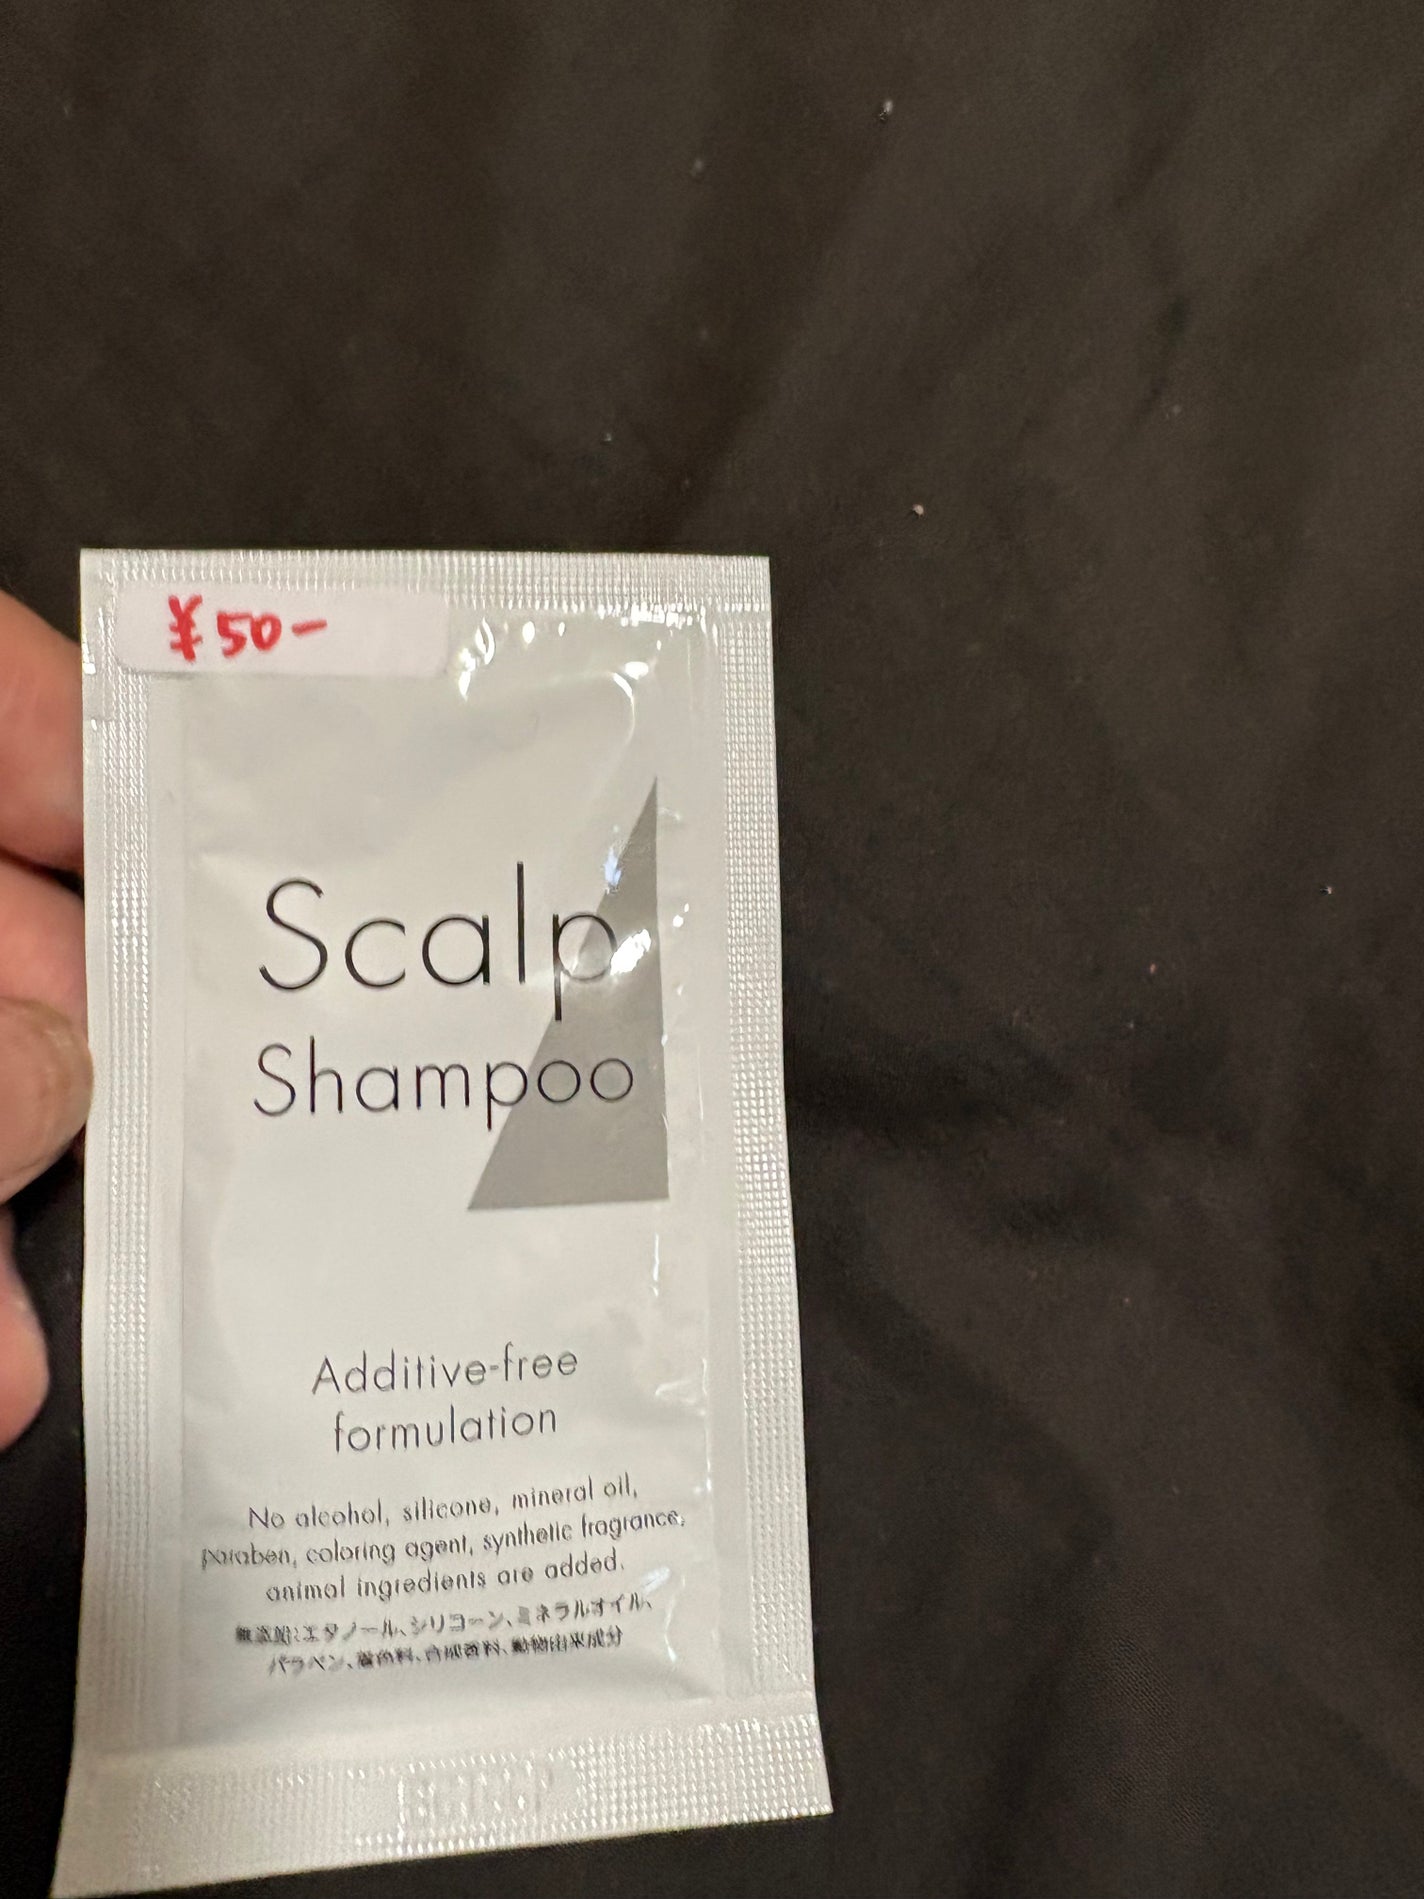 ¥50-
Scalp
Shampoo
Additive-free
formulation
No alcohol, silicone, mineral oil,
paraben, coloring agent, synthetic fragrance,
animal ingredients are added.
無添加:エタノール、シリコーン、ミネラルオイル、
パラベン、着色料、合成香料、動物由来成分